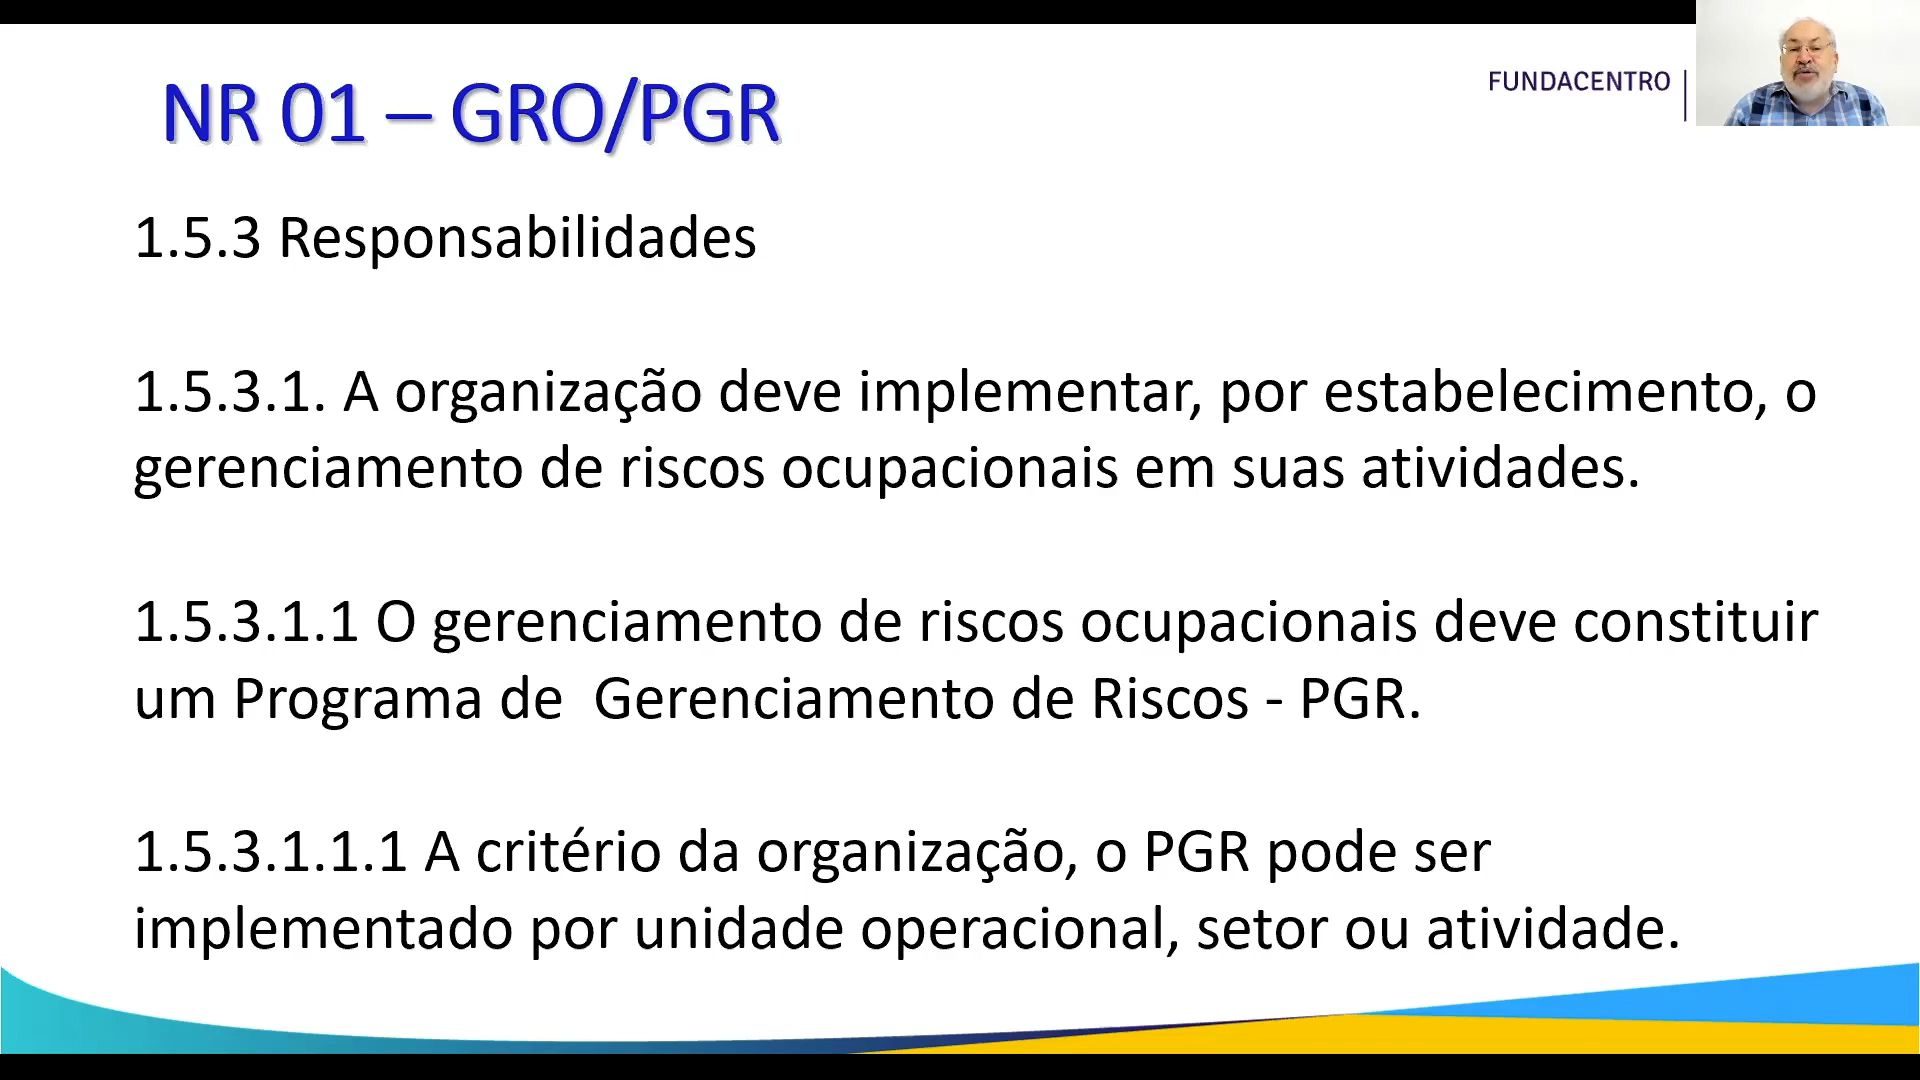 NR 01 – GRO/PGR
FUNDACENTRO
1.5.3 Responsabilidades
1.5.3.1. A organização deve implementar, por estabelecimento, o
gerenciamento de riscos ocupacionais em suas atividades.
1.5.3.1.1 O gerenciamento de riscos ocupacionais deve constituir
um Programa de  Gerenciamento de Riscos - PGR.
1.5.3.1.1.1 A critério da organização, o PGR pode ser
implementado por unidade operacional, setor ou atividade.